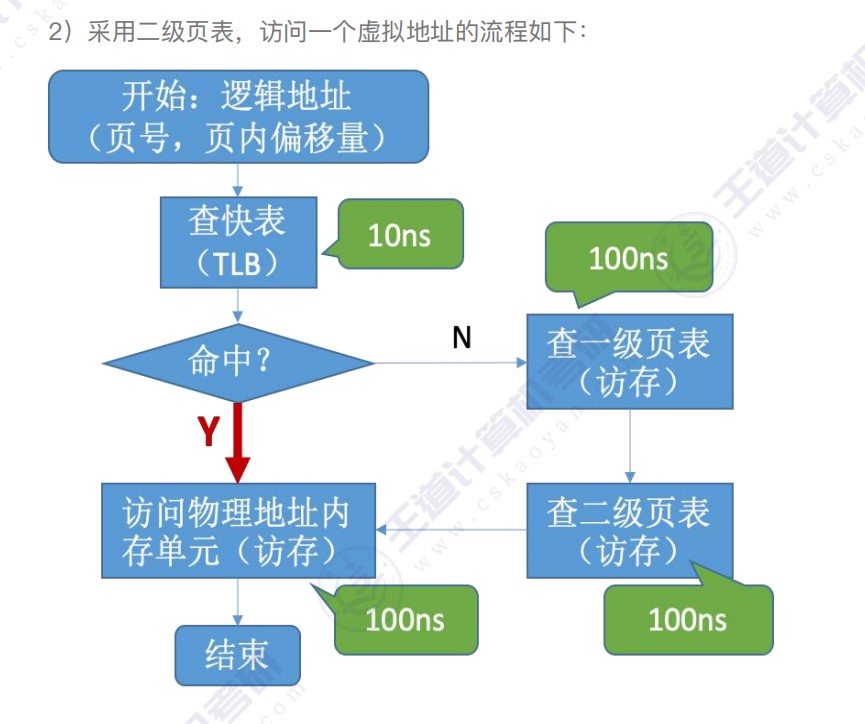 2）采用二级页表，访问一个虚拟地址的流程如下：
开始：逻辑地址
（页号，页内偏移量）
查快表
（TLB）
10ns
100ns
命中？
N
查一级页表
（访存）
Y
访问物理地址内
存单元（访存）
查二级页表
（访存）
100ns
100ns
结束
王道计算机考研
www.cskaoyan.com